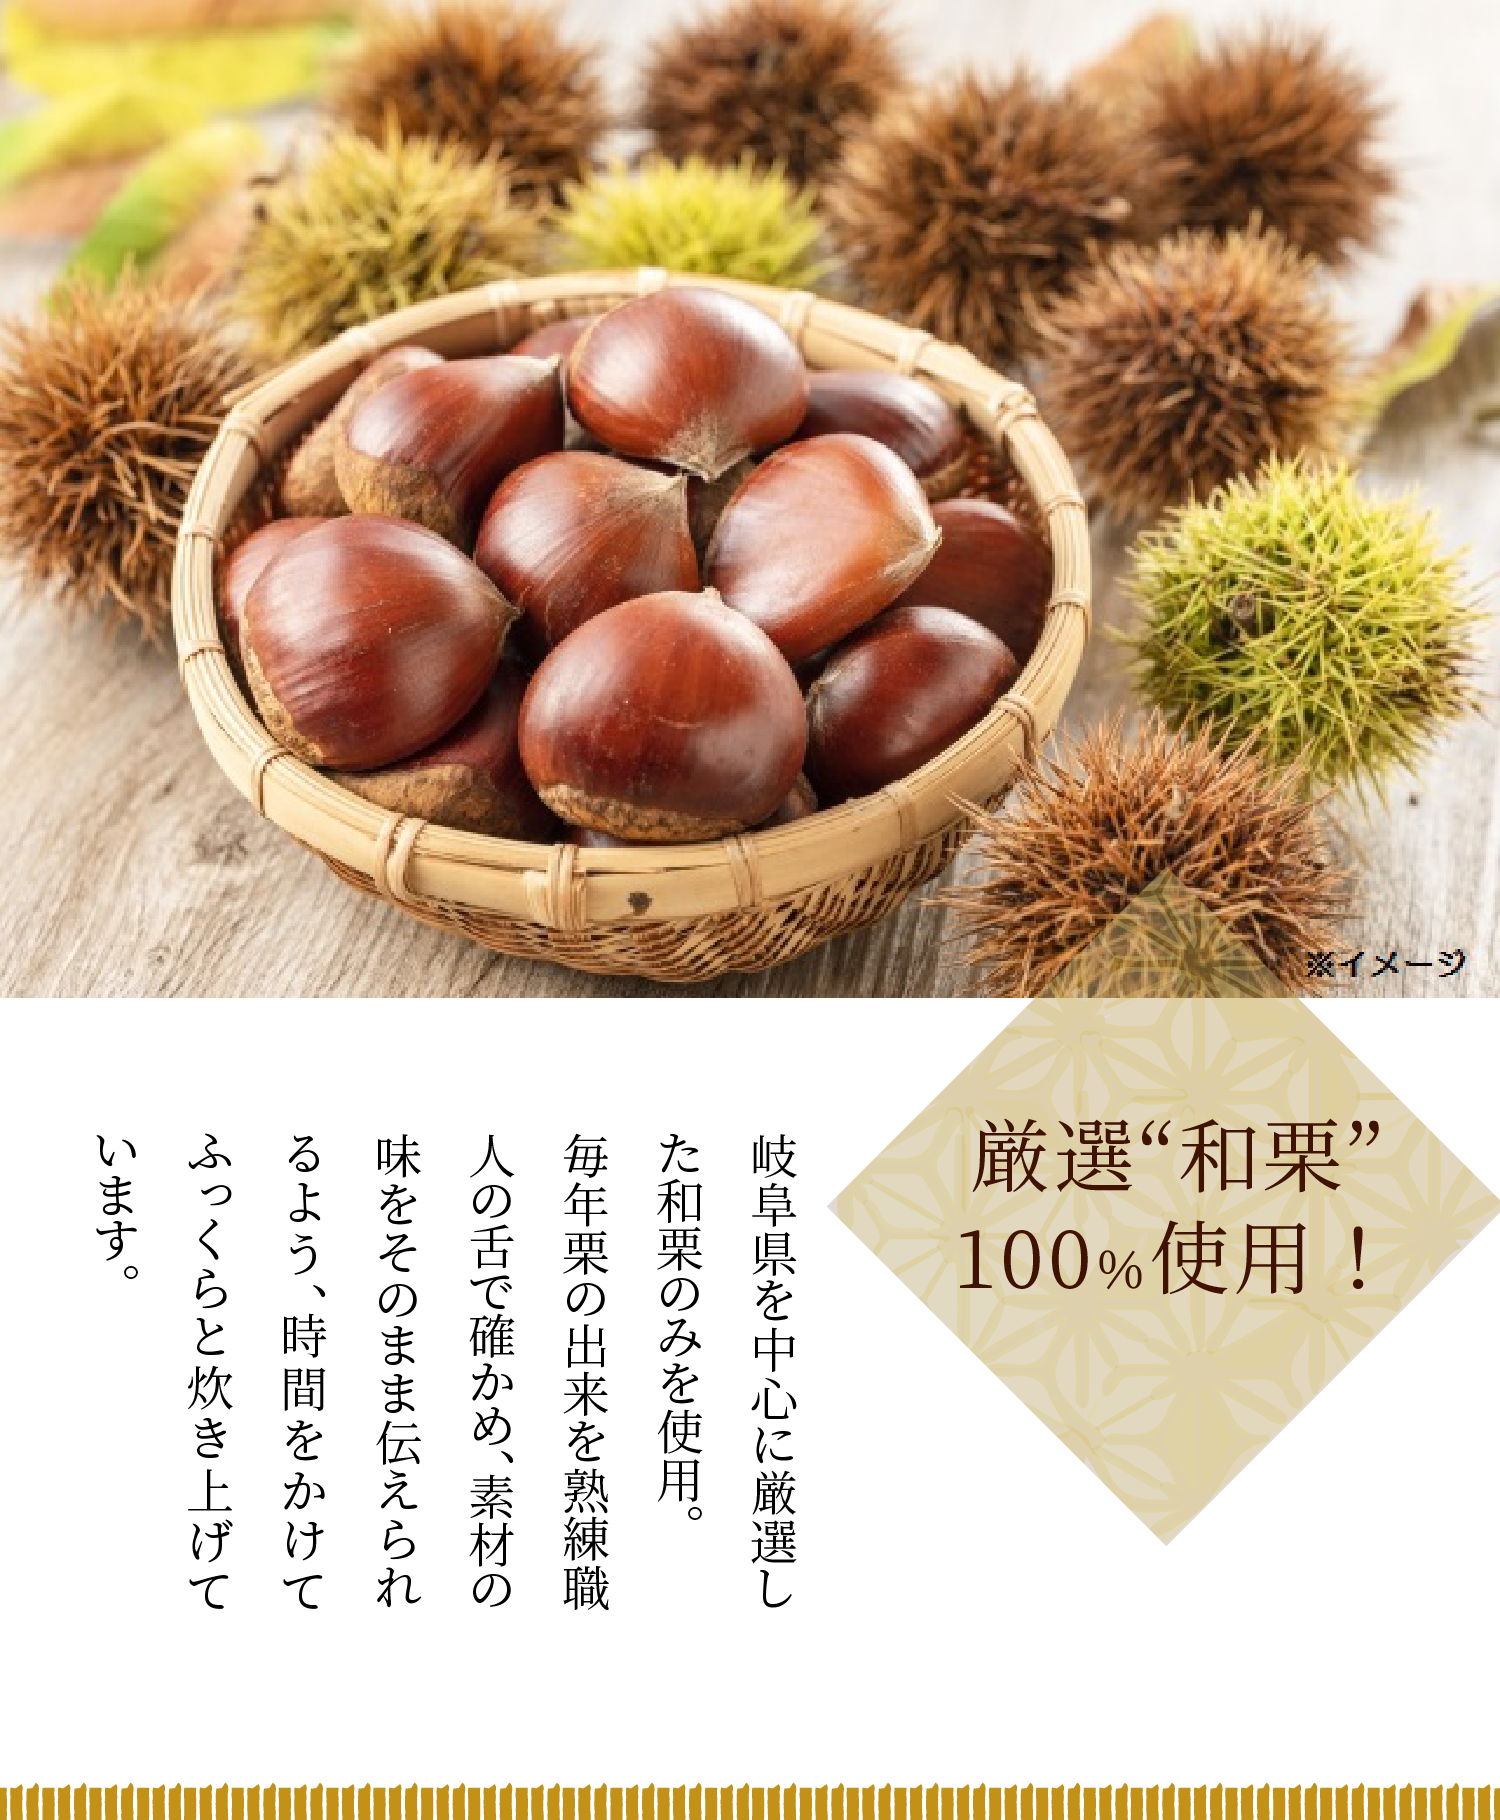 ※イメージ
厳選“和栗”
100%使用！
岐阜県を中心に厳選し
た和栗のみを使用。
毎年栗の出来を熟練職
人の舌で確かめ、素材の
味をそのまま伝えられ
るよう、時間をかけて
ふっくらと炊き上げて
います。